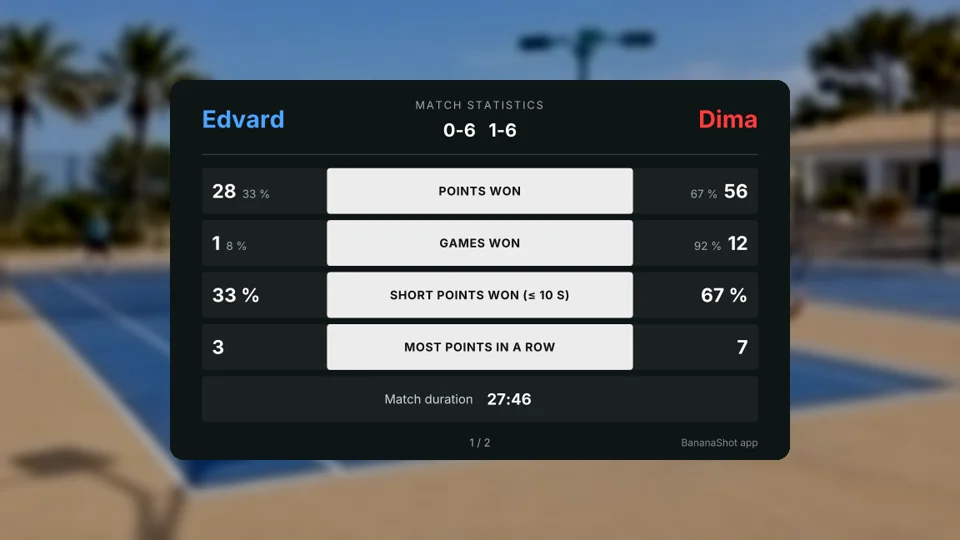 MATCH STATISTICS
Edvard 0-6 1-6 Dima
28 33 % POINTS WON 67 % 56
1 8 % GAMES WON 92 % 12
33 % SHORT POINTS WON (≤ 10 S) 67 %
3 MOST POINTS IN A ROW 7
Match duration 27:46
1 / 2 BananaShot app